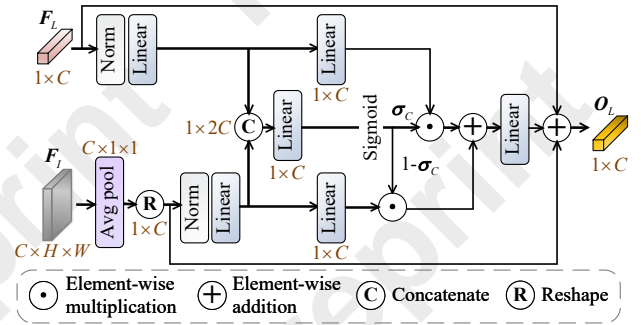 F_L
1×C
Norm
Linear
Linear
1×C
1×2C
C
Linear
1×C
Sigmoid
σ_C
1-σ_C
Linear
O_L
1×C
F_I
C×H×W
C×1×1
Avg pool
R
1×C
Norm
Linear
Linear
1×C
Element-wise
multiplication
Element-wise
addition
C Concatenate
R Reshape